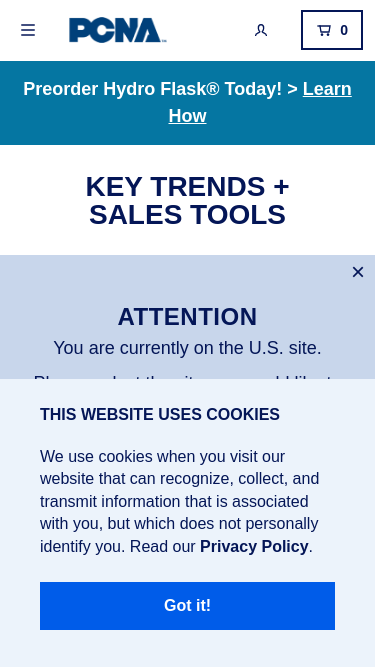 PCNA
0
Preorder Hydro Flask® Today! > Learn
How
KEY TRENDS +
SALES TOOLS
ATTENTION
You are currently on the U.S. site.
THIS WEBSITE USES COOKIES
We use cookies when you visit our
website that can recognize, collect, and
transmit information that is associated
with you, but which does not personally
identify you. Read our Privacy Policy.
Got it!